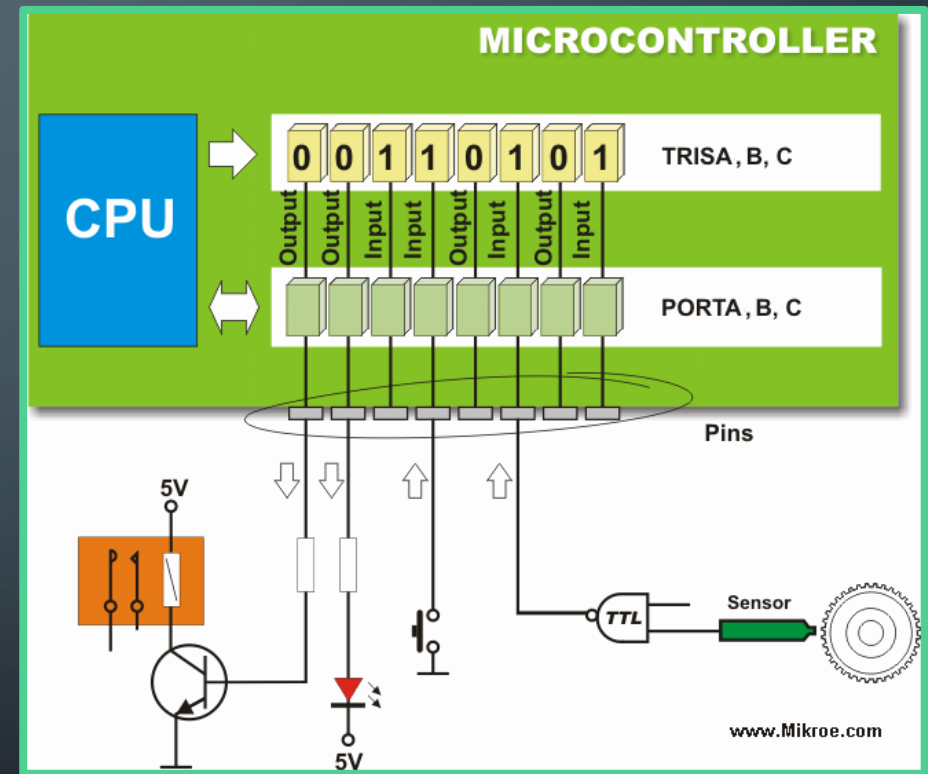 MICROCONTROLLER
CPU
0 0 1 1 0 1 0 1
TRISA, B, C
Output Output Input Input Output Input Output Input
PORTA, B, C
Pins
5V
TTL
Sensor
5V
www.Mikroe.com